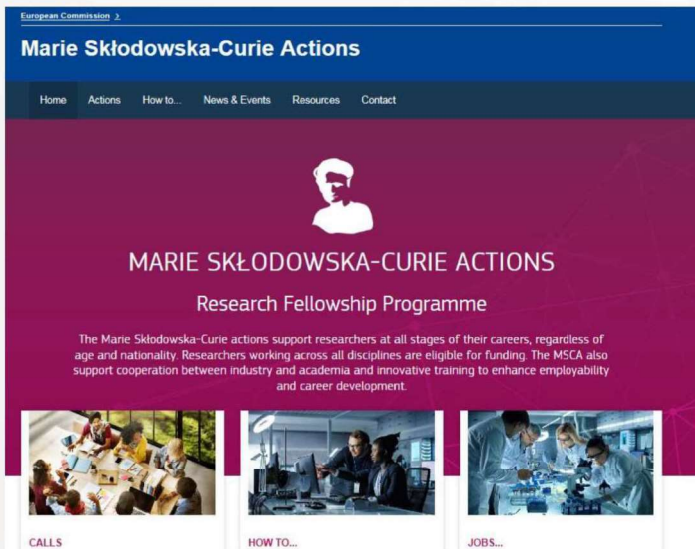 European Commission >
Marie Skłodowska-Curie Actions
Home Actions How to... News & Events Resources Contact
MARIE SKŁODOWSKA-CURIE ACTIONS
Research Fellowship Programme
The Marie Skłodowska-Curie actions support researchers at all stages of their careers, regardless of
age and nationality. Researchers working across all disciplines are eligible for funding. The MSCA also
support cooperation between industry and academia and innovative training to enhance employability
and career development.
CALLS HOW TO... JOBS...